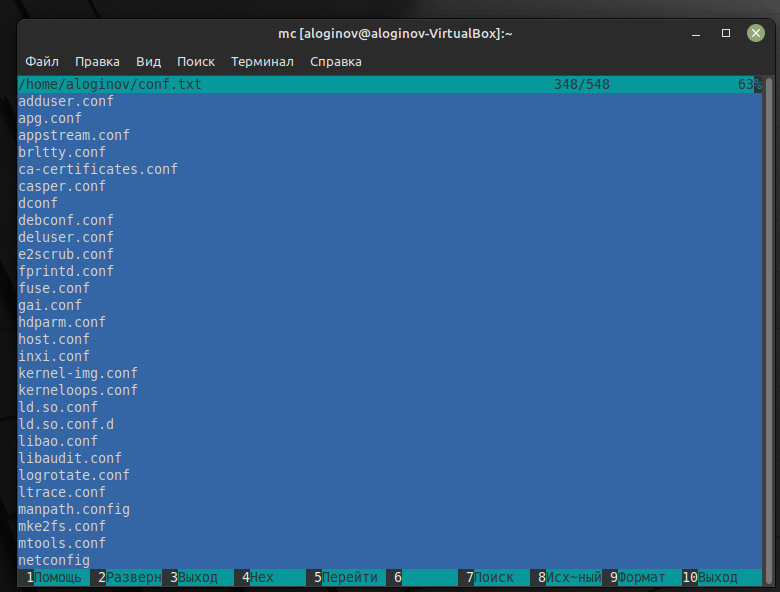 mc [aloginov@aloginov-VirtualBox]:~
Файл Правка Вид Поиск Терминал Справка
/home/aloginov/conf.txt 348/548 63%
adduser.conf
apg.conf
appstream.conf
brltty.conf
ca-certificates.conf
casper.conf
dconf
debconf.conf
deluser.conf
e2scrub.conf
fprintd.conf
fuse.conf
gai.conf
hdparm.conf
host.conf
inxi.conf
kernel-img.conf
kerneloops.conf
ld.so.conf
ld.so.conf.d
libao.conf
libaudit.conf
logrotate.conf
ltrace.conf
manpath.config
mke2fs.conf
mtools.conf
netconfig
1Помощь 2Разверн 3Выход 4Hex 5Перейти 6 7Поиск 8Исх~ный 9Формат 10Выход